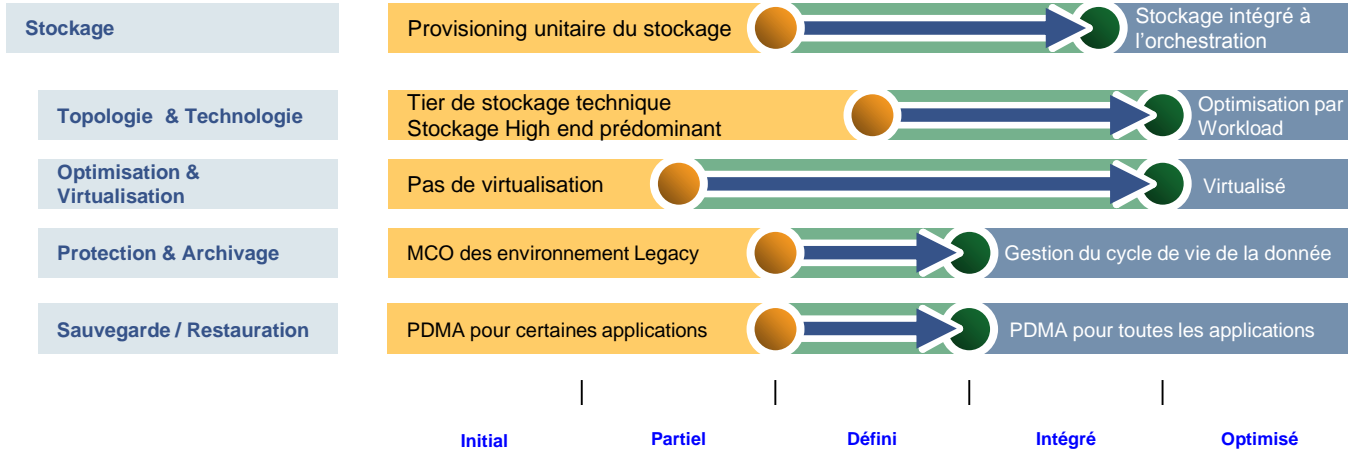 Stockage
Provisioning unitaire du stockage
Stockage intégré à
l'orchestration
Topologie & Technologie
Tier de stockage technique
Stockage High end prédominant
Optimisation par
Workload
Optimisation &
Virtualisation
Pas de virtualisation
Virtualisé
Protection & Archivage
MCO des environnement Legacy
Gestion du cycle de vie de la donnée
Sauvegarde / Restauration
PDMA pour certaines applications
PDMA pour toutes les applications
Initial
Partiel
Défini
Intégré
Optimisé